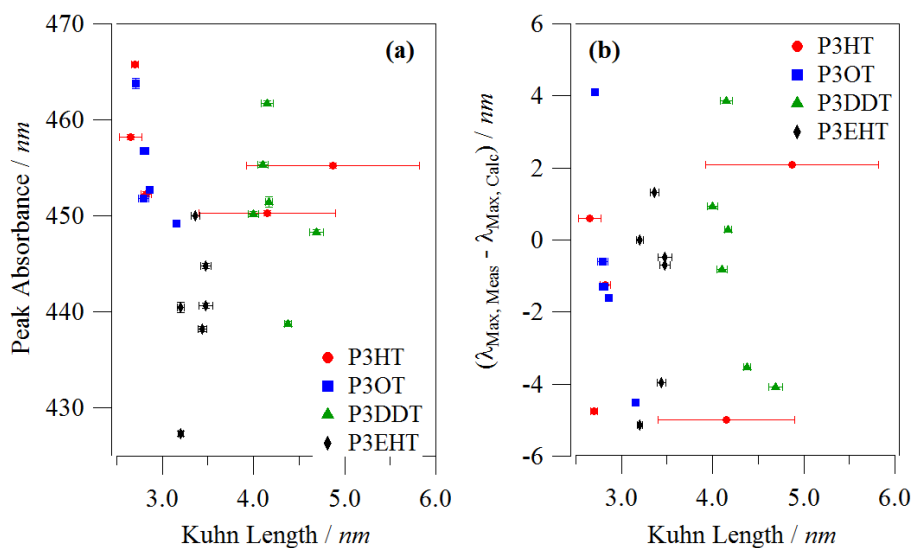 470
460
450
440
430
Peak Absorbance / nm
(a)
P3HT
P3OT
P3DDT
P3EHT
3.0 4.0 5.0 6.0
Kuhn Length / nm
6
4
2
0
-2
-4
-6
(λMax, Meas - λMax, Calc) / nm
(b)
P3HT
P3OT
P3DDT
P3EHT
3.0 4.0 5.0 6.0
Kuhn Length / nm